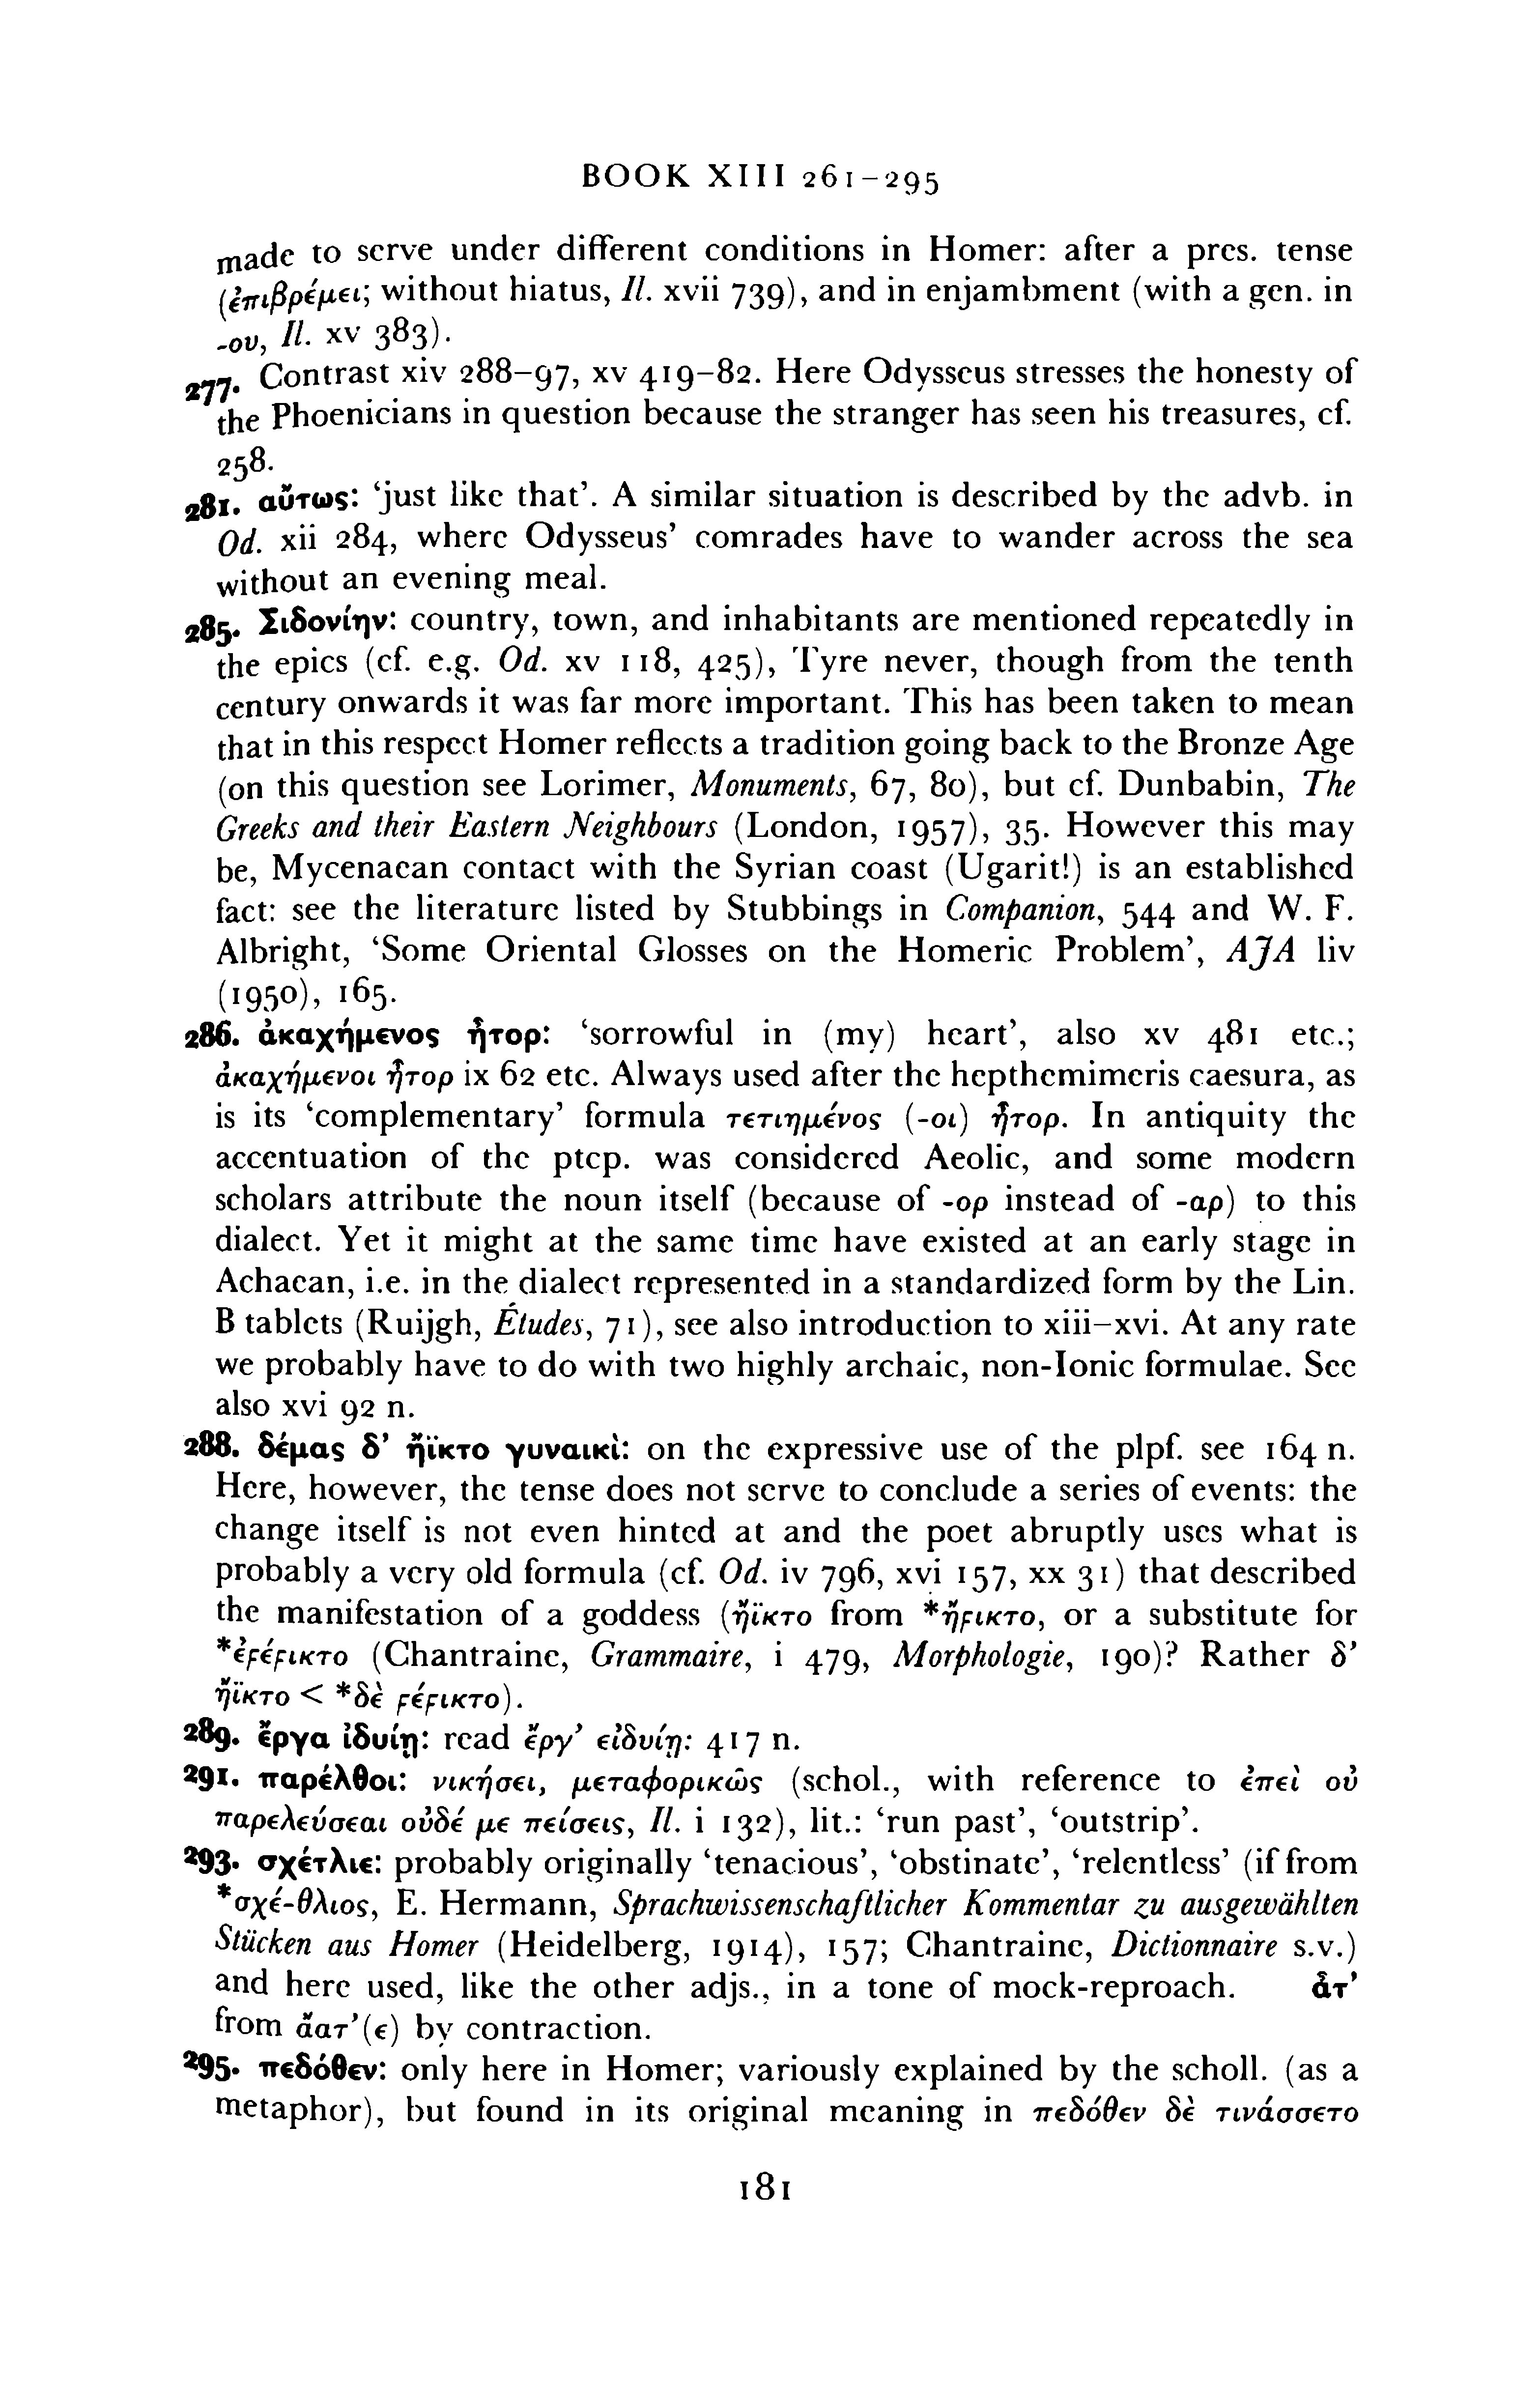 BOOK XIII 261–295
made to serve under different conditions in Homer: after a pres. tense
(ἐπιβρέμει; without hiatus, Il. xvii 739), and in enjambment (with a gen. in
-ου, Il. xv 383).
277. Contrast xiv 288–97, xv 419–82. Here Odysseus stresses the honesty of
the Phoenicians in question because the stranger has seen his treasures, cf.
258.
281. αὔτως: ‘just like that’. A similar situation is described by the advb. in
Od. xii 284, where Odysseus’ comrades have to wander across the sea
without an evening meal.
285. Σιδονίην: country, town, and inhabitants are mentioned repeatedly in
the epics (cf. e.g. Od. xv 118, 425), Tyre never, though from the tenth
century onwards it was far more important. This has been taken to mean
that in this respect Homer reflects a tradition going back to the Bronze Age
(on this question see Lorimer, Monuments, 67, 80), but cf. Dunbabin, The
Greeks and their Eastern Neighbours (London, 1957), 35. However this may
be, Mycenaean contact with the Syrian coast (Ugarit!) is an established
fact: see the literature listed by Stubbings in Companion, 544 and W. F.
Albright, ‘Some Oriental Glosses on the Homeric Problem’, AJA liv
(1950), 165.
286. ἀκαχήμενος ἦτορ: ‘sorrowful in (my) heart’, also xv 481 etc.;
ἀκαχήμενοι ἦτορ ix 62 etc. Always used after the hepthemimeris caesura, as
is its ‘complementary’ formula τετιημένος (-οι) ἦτορ. In antiquity the
accentuation of the ptcp. was considered Aeolic, and some modern
scholars attribute the noun itself (because of -ορ instead of -αρ) to this
dialect. Yet it might at the same time have existed at an early stage in
Achaean, i.e. in the dialect represented in a standardized form by the Lin.
B tablets (Ruijgh, Études, 71), see also introduction to xiii–xvi. At any rate
we probably have to do with two highly archaic, non-Ionic formulae. See
also xvi 92 n.
288. δέμας δ’ ἤϊκτο γυναικὶ: on the expressive use of the plpf. see 164 n.
Here, however, the tense does not serve to conclude a series of events: the
change itself is not even hinted at and the poet abruptly uses what is
probably a very old formula (cf. Od. iv 796, xvi 157, xx 31) that described
the manifestation of a goddess (ἤϊκτο from *ἤϝικτο, or a substitute for
*ἐϝέϝικτο (Chantraine, Grammaire, i 479, Morphologie, 190)? Rather δ’
ἤϊκτο < *δὲ ϝέϝικτο).
289. ἔργα ἰδυίῃ: read ἔργ’ εἰδυίῃ: 417 n.
291. παρέλθοι: νικήσει, μεταφορικῶς (schol., with reference to ἐπεὶ οὐ
παρελεύσεαι οὐδέ με πείσεις, Il. i 132), lit.: ‘run past’, ‘outstrip’.
293. σχέτλιε: probably originally ‘tenacious’, ‘obstinate’, ‘relentless’ (if from
*σχέ-θλιος, E. Hermann, Sprachwissenschaftlicher Kommentar zu ausgewählten
Stücken aus Homer (Heidelberg, 1914), 157; Chantraine, Dictionnaire s.v.)
and here used, like the other adjs., in a tone of mock-reproach. ἆτ’
from ἄατ’(ε) by contraction.
295. πεδόθεν: only here in Homer; variously explained by the scholl. (as a
metaphor), but found in its original meaning in πεδόθεν δὲ τινάσσετο
181